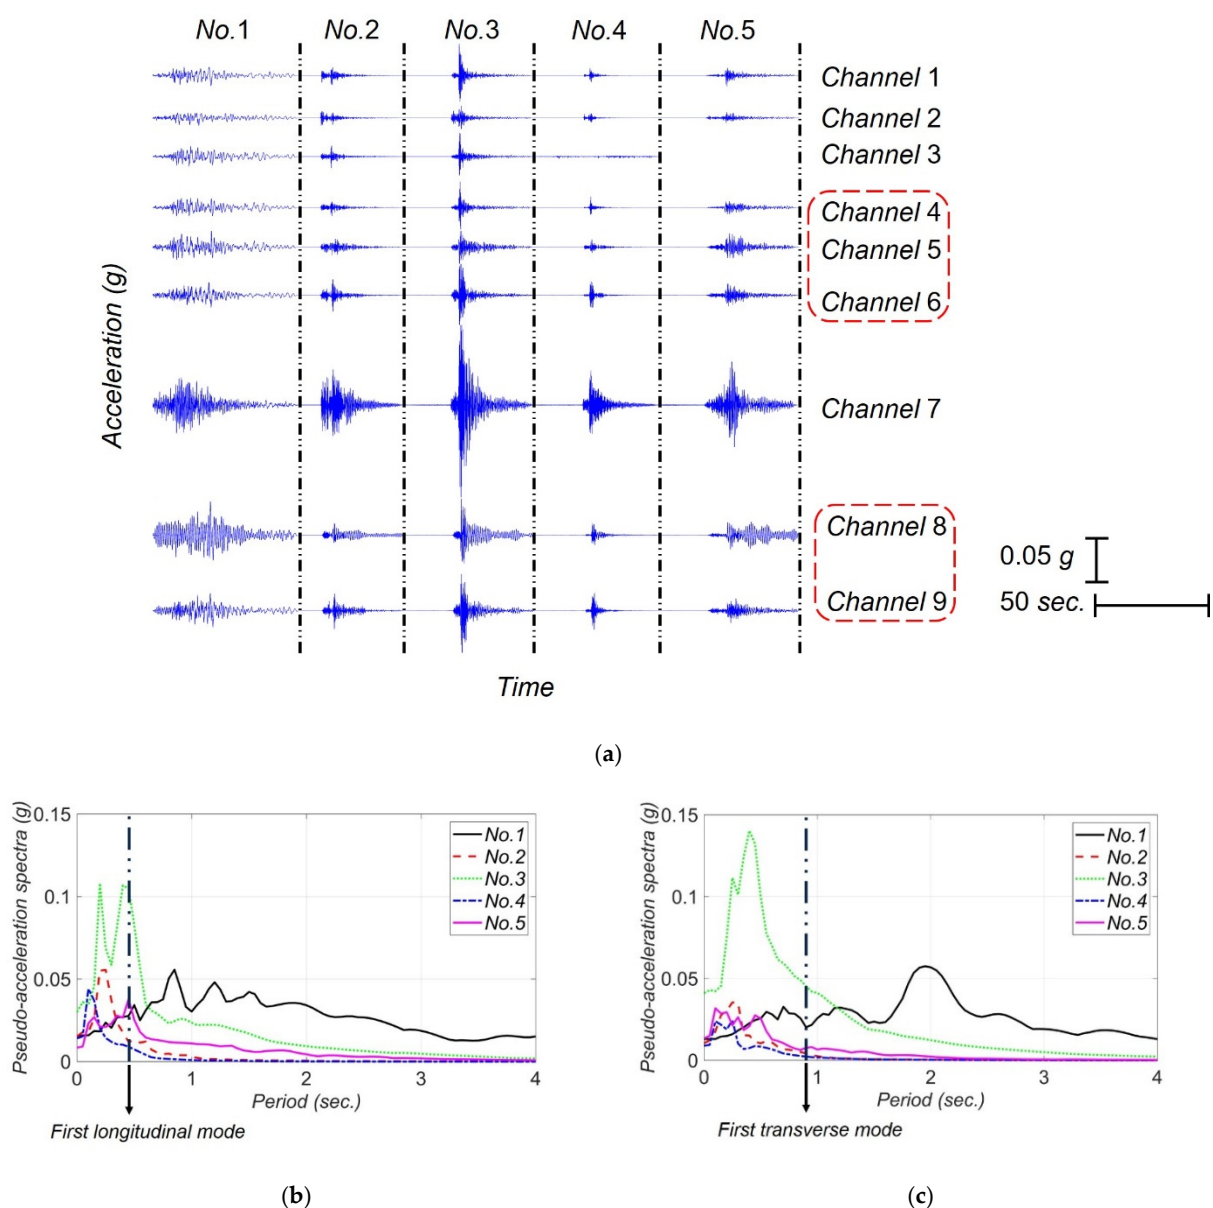 No.1 No.2 No.3 No.4 No.5
Channel 1
Channel 2
Channel 3
Channel 4
Channel 5
Channel 6
Channel 7
Channel 8
Channel 9
Acceleration (g)
0.05 g
50 sec.
Time
(a)
Pseudo-acceleration spectra (g)
0.15
0.1
0.05
0
0 1 2 3 4
Period (sec.)
First longitudinal mode
No.1
No.2
No.3
No.4
No.5
(b)
Pseudo-acceleration spectra (g)
0.15
0.1
0.05
0
0 1 2 3 4
Period (sec.)
First transverse mode
No.1
No.2
No.3
No.4
No.5
(c)